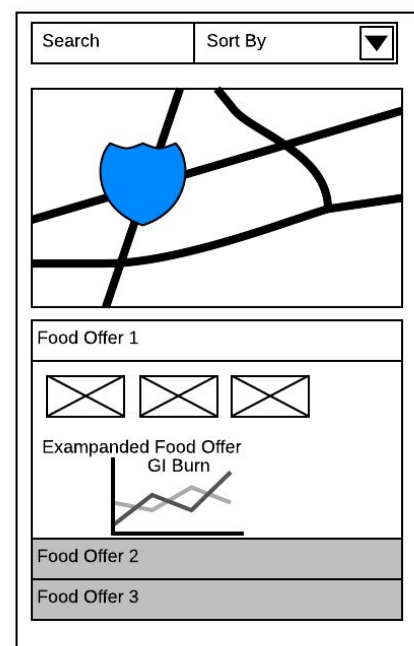 Search
Sort By
Food Offer 1
Exampanded Food Offer
GI Burn
Food Offer 2
Food Offer 3